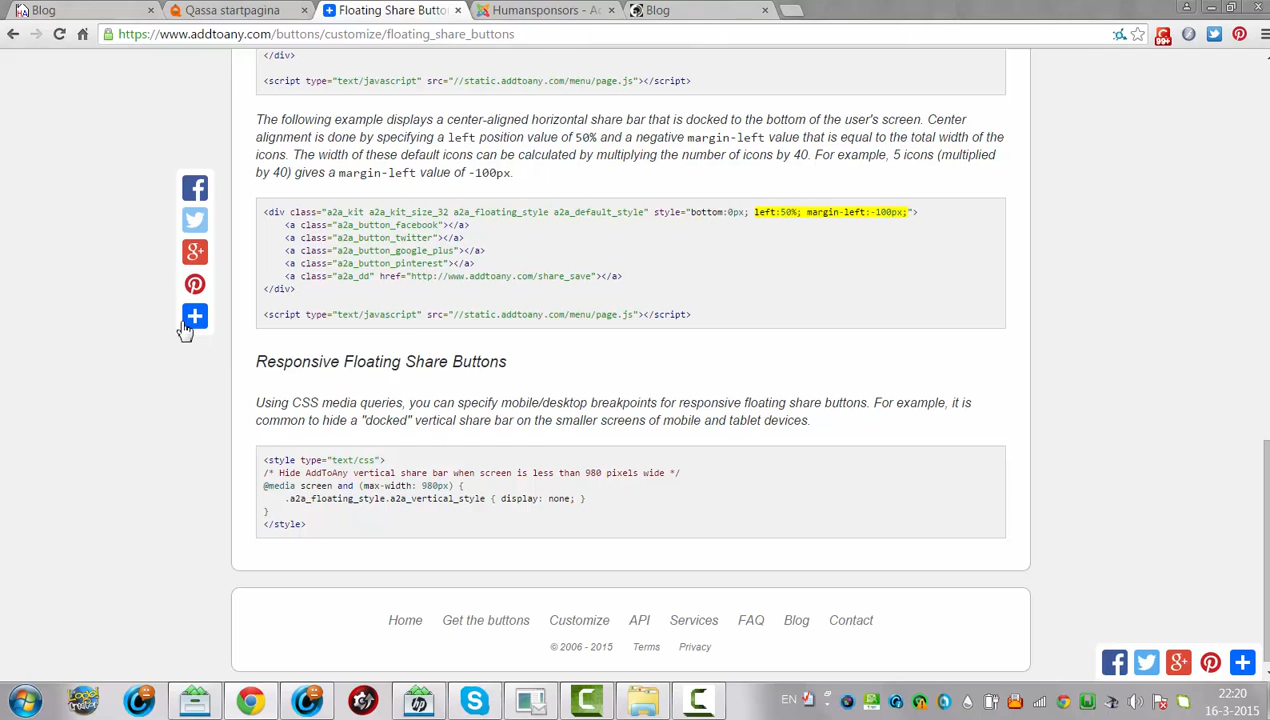 Blog
Qassa startpagina
Floating Share Butto
Humansponsors - Ac
Blog
https://www.addtoany.com/buttons/customize/floating_share_buttons
99+
</div>
<script type="text/javascript" src="//static.addtoany.com/menu/page.js"></script>
The following example displays a center-aligned horizontal share bar that is docked to the bottom of the user's screen. Center
alignment is done by specifying a left position value of 50% and a negative margin-left value that is equal to the total width of the
icons. The width of these default icons can be calculated by multiplying the number of icons by 40. For example, 5 icons (multiplied
by 40) gives a margin-left value of -100px.
<div class="a2a_kit a2a_kit_size_32 a2a_floating_style a2a_default_style" style="bottom:0px; left:50%; margin-left:-100px;">
<a class="a2a_button_facebook"></a>
<a class="a2a_button_twitter"></a>
<a class="a2a_button_google_plus"></a>
<a class="a2a_button_pinterest"></a>
<a class="a2a_dd" href="http://www.addtoany.com/share_save"></a>
</div>
<script type="text/javascript" src="//static.addtoany.com/menu/page.js"></script>
Responsive Floating Share Buttons
Using CSS media queries, you can specify mobile/desktop breakpoints for responsive floating share buttons. For example, it is
common to hide a "docked" vertical share bar on the smaller screens of mobile and tablet devices.
<style type="text/css">
/* Hide AddToAny vertical share bar when screen is less than 980 pixels wide */
@media screen and (max-width: 980px) {
.a2a_floating_style.a2a_vertical_style { display: none; }
}
</style>
Home Get the buttons Customize API Services FAQ Blog Contact
© 2006 - 2015 Terms Privacy
EN
22:20
16-3-2015